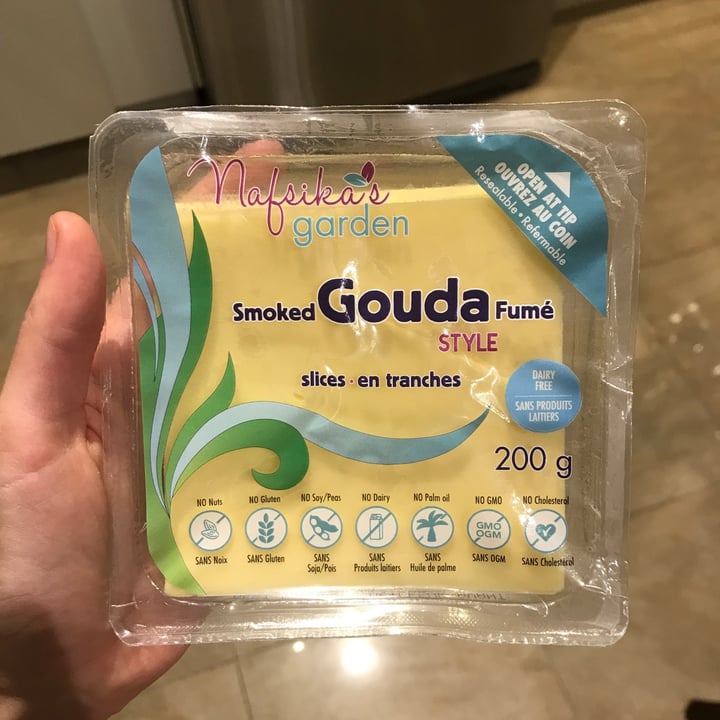 Nafsika's
garden
OPEN AT TIP
OUVREZ AU COIN
Resealable • Refermable
Smoked Gouda Fumé
STYLE
slices • en tranches
DAIRY
FREE
SANS PRODUITS
LAITIERS
200 g
NO Nuts
SANS Noix
NO Gluten
SANS Gluten
NO Soy/Peas
SANS
Soja/Pois
NO Dairy
SANS
Produits laitiers
NO Palm oil
SANS
Huile de palme
NO GMO
GMO
OGM
SANS OGM
NO Cholesterol
SANS Cholestérol